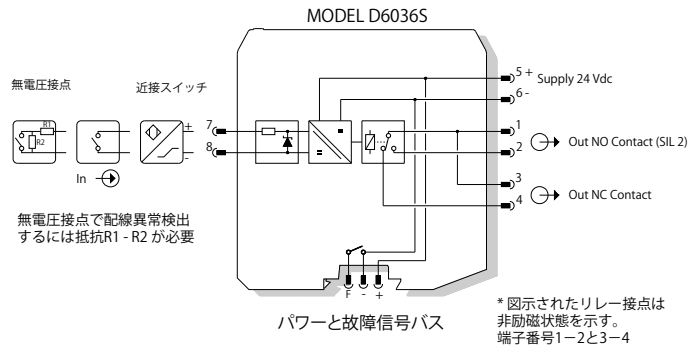 MODEL D6036S
無電圧接点
近接スイッチ
R1
R2
In
+
-
7
8
5 +
Supply 24 Vdc
6 -
1
2
Out NO Contact (SIL 2)
3
4
Out NC Contact
無電圧接点で配線異常検出
するには抵抗R1 - R2 が必要
F - +
パワーと故障信号バス
* 図示されたリレー接点は
非励磁状態を示す。
端子番号1－2と3－4